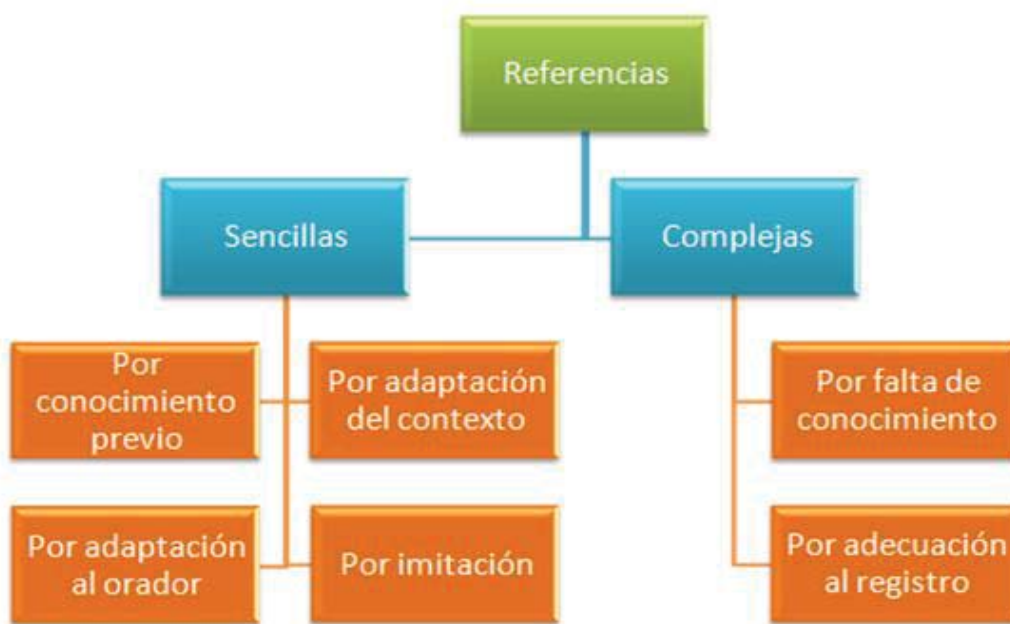 Referencias
Sencillas
Complejas
Por
conocimiento
previo
Por adaptación
del contexto
Por falta de
conocimiento
Por adaptación
al orador
Por imitación
Por adecuación
al registro